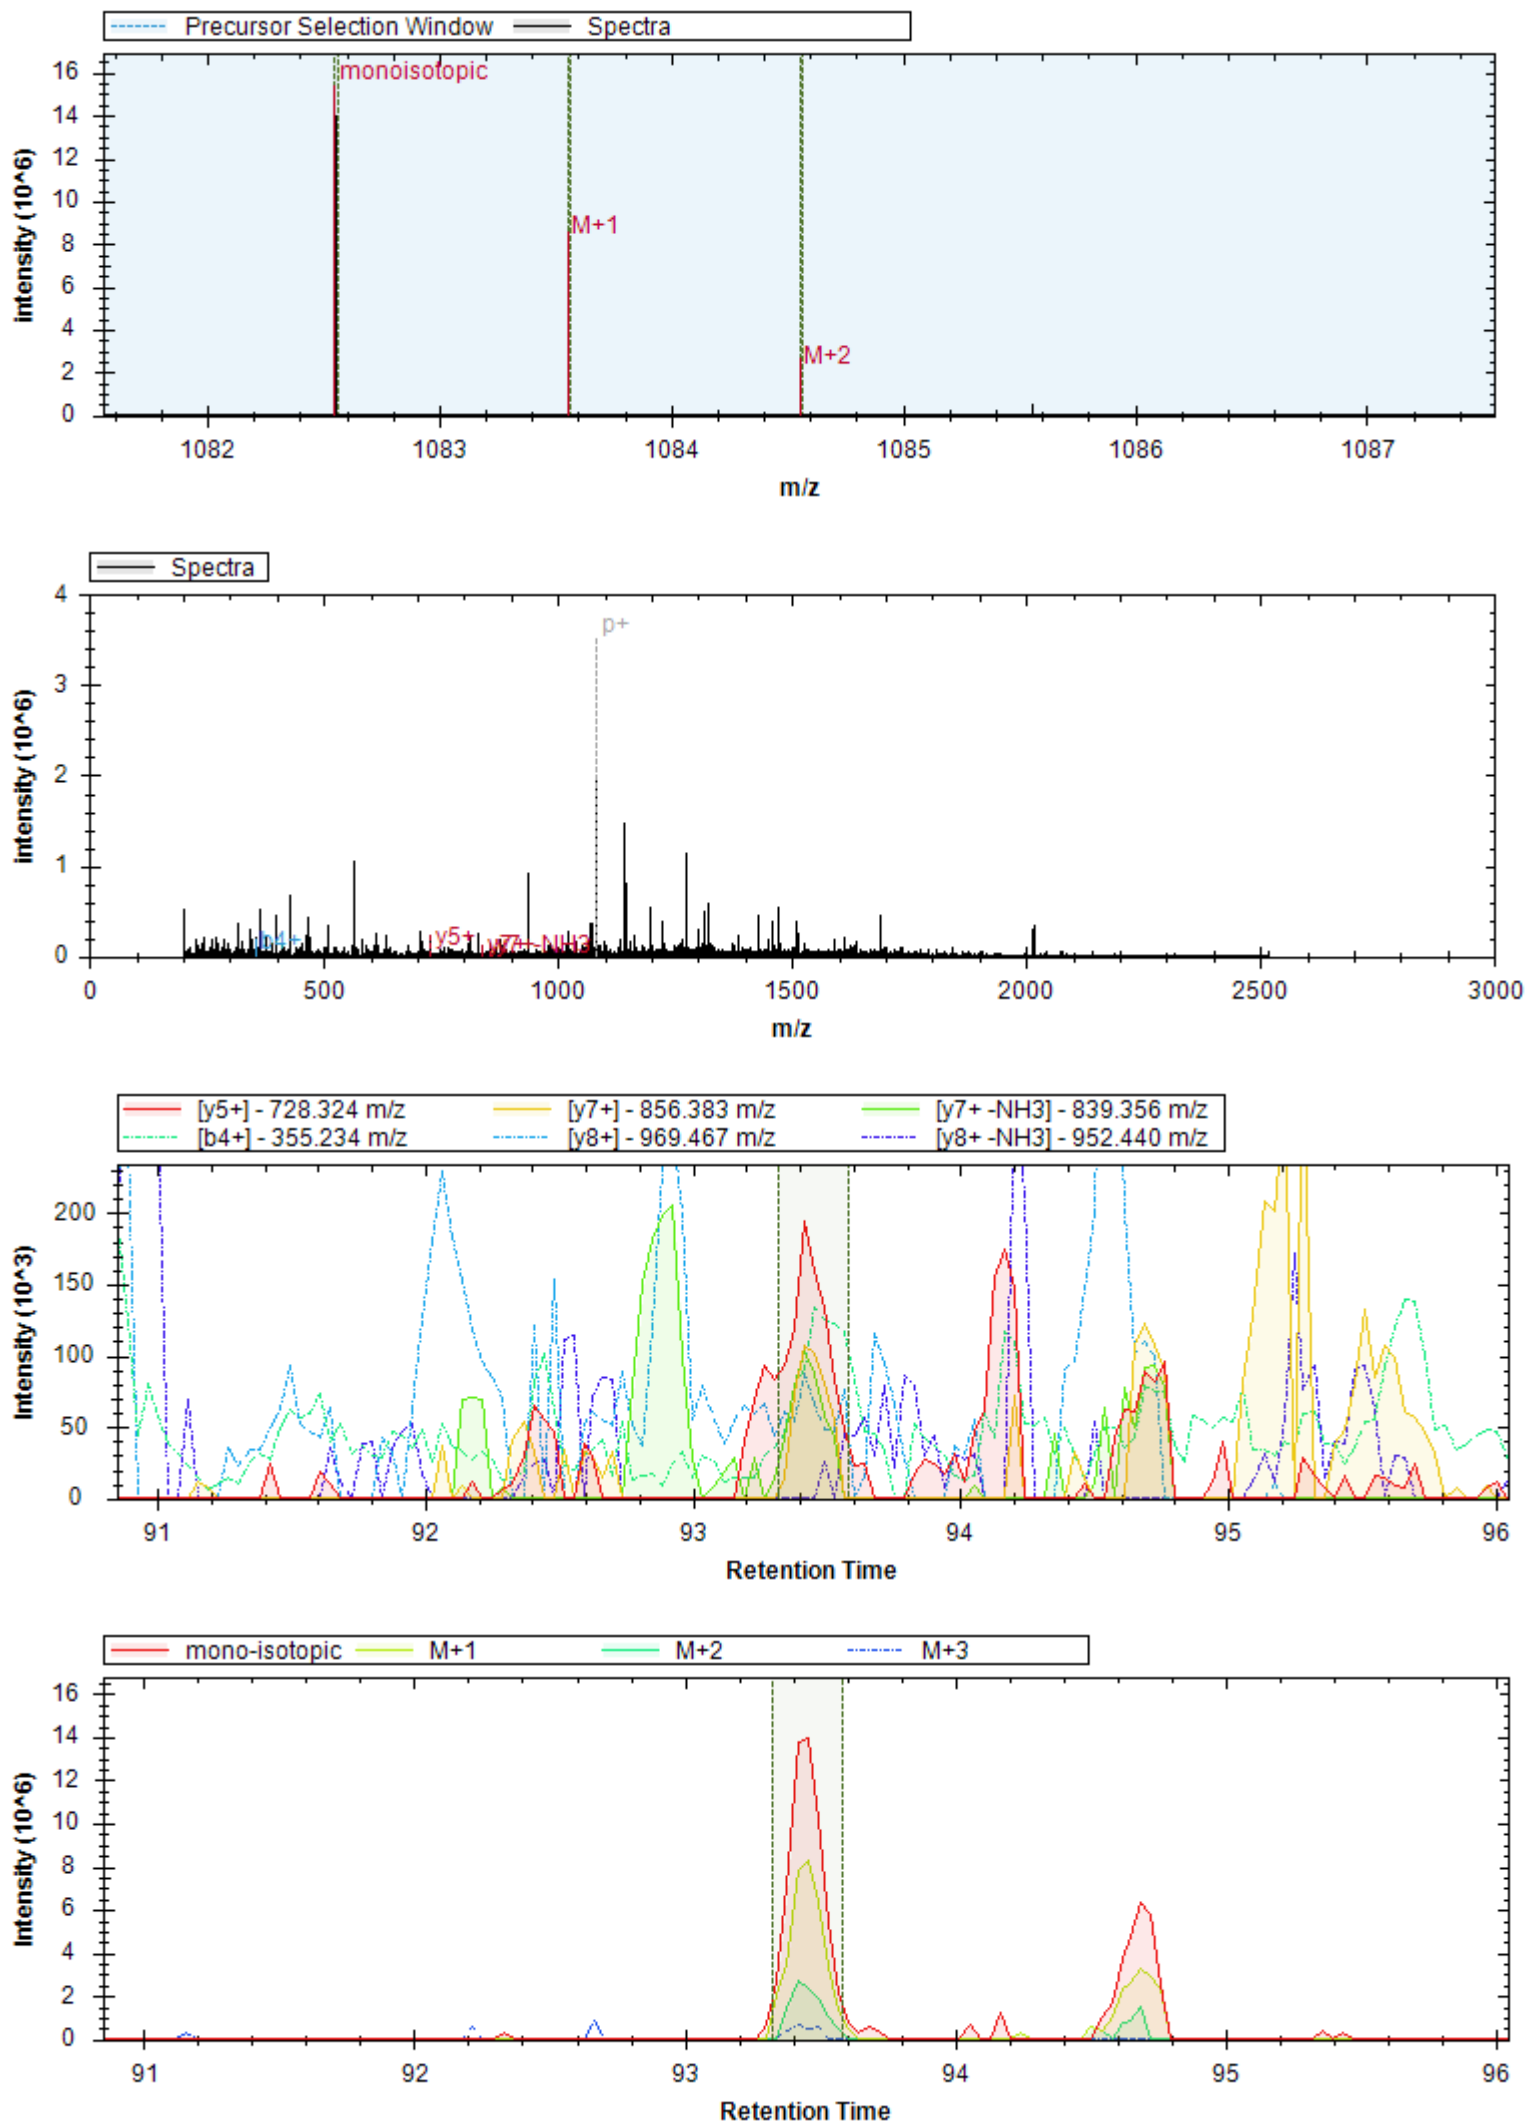 Precursor Selection Window Spectra
16
monoisotopic
14
12
10
M+1
8
6
4
M+2
2
0
intensity (10^6)
1082 1083 1084 1085 1086 1087
m/z
Spectra
4
p+
3
2
1
b4+ y5+ -NH3
0
intensity (10^6)
0 500 1000 1500 2000 2500 3000
m/z
[y5+] - 728.324 m/z [y7+] - 856.383 m/z [y7+ -NH3] - 839.356 m/z
[b4+] - 355.234 m/z [y8+] - 969.467 m/z [y8+ -NH3] - 952.440 m/z
200
150
100
50
0
Intensity (10^3)
91 92 93 94 95 96
Retention Time
mono-isotopic M+1 M+2 M+3
16
14
12
10
8
6
4
2
0
Intensity (10^6)
91 92 93 94 95 96
Retention Time